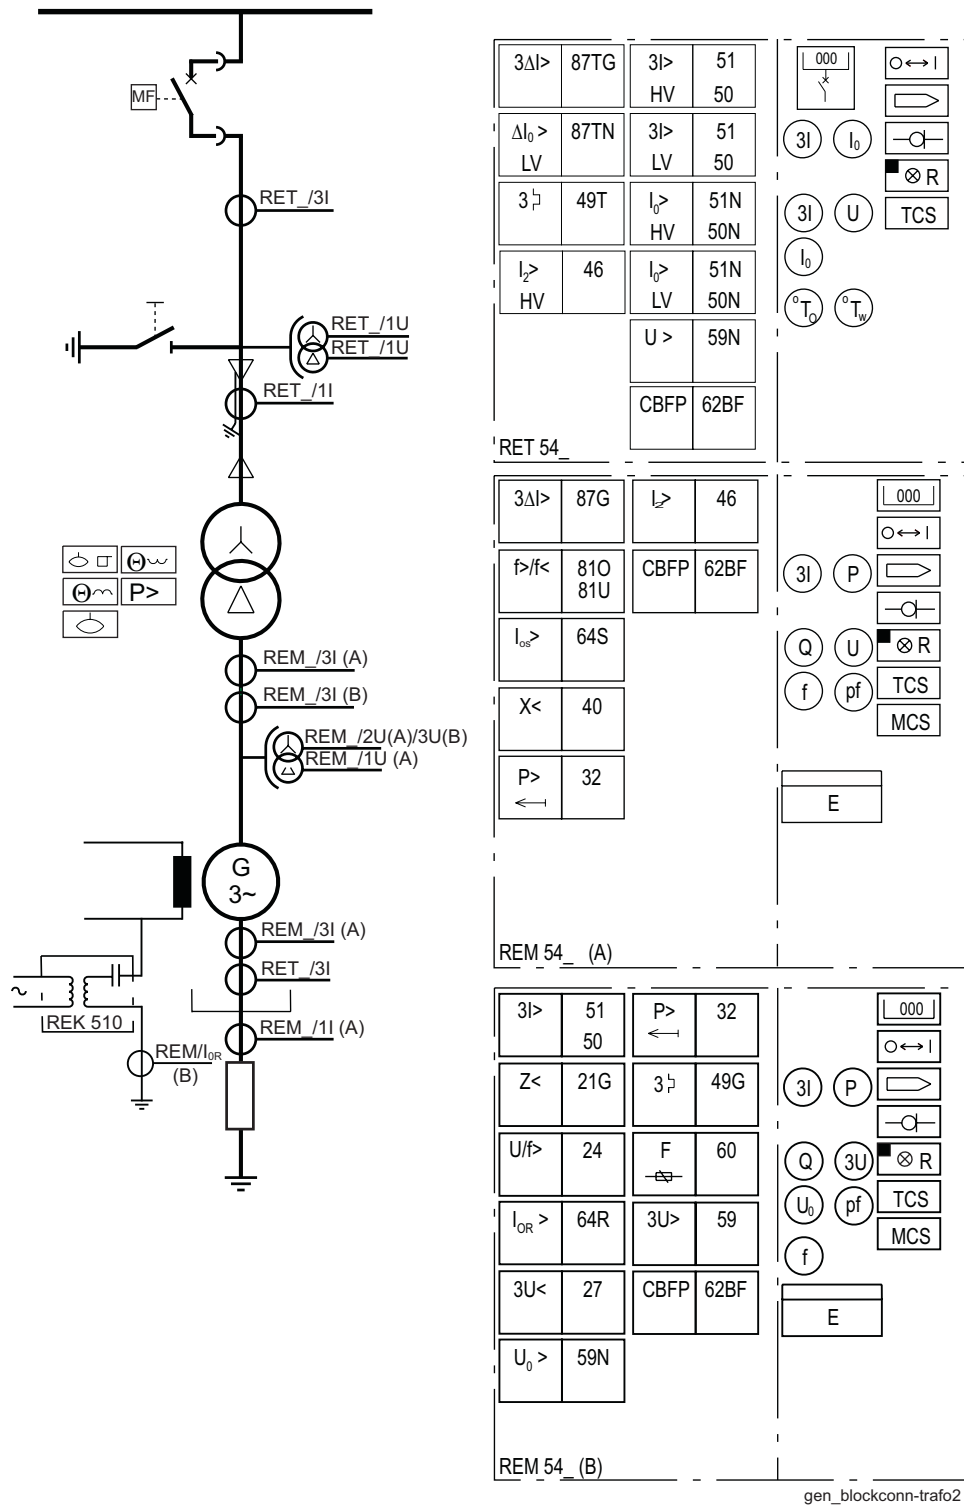 MF
RET_/3I
RET_/1U
RET_/1U
RET_/1I
P>
REM_/3I (A)
REM_/3I (B)
REM_/2U(A)/3U(B)
REM_/1U (A)
G
3~
REM_/3I (A)
RET_/3I
REK 510
REM_/1I (A)
REM/I0R
(B)
3ΔI> 87TG 3I> 51
HV 50
ΔI0 > 87TN 3I> 51
LV LV 50
3 49T I0> 51N
HV 50N
I2> 46 I0> 51N
HV LV 50N
U > 59N
CBFP 62BF
RET 54_
000
O↔I
3I I0
R
3I U TCS
I0
°TO °TW
3ΔI> 87G I2> 46
f>/f< 81O CBFP 62BF
81U
Ios> 64S
X< 40
P> 32
REM 54_ (A)
000
O↔I
3I P
Q U R
f pf TCS
MCS
E
3I> 51 P> 32
50
Z< 21G 3 49G
U/f> 24 F 60
IOR > 64R 3U> 59
3U< 27 CBFP 62BF
U0 > 59N
REM 54_ (B)
000
O↔I
3I P
Q 3U R
U0 pf TCS
MCS
f
E
gen_blockconn-trafo2